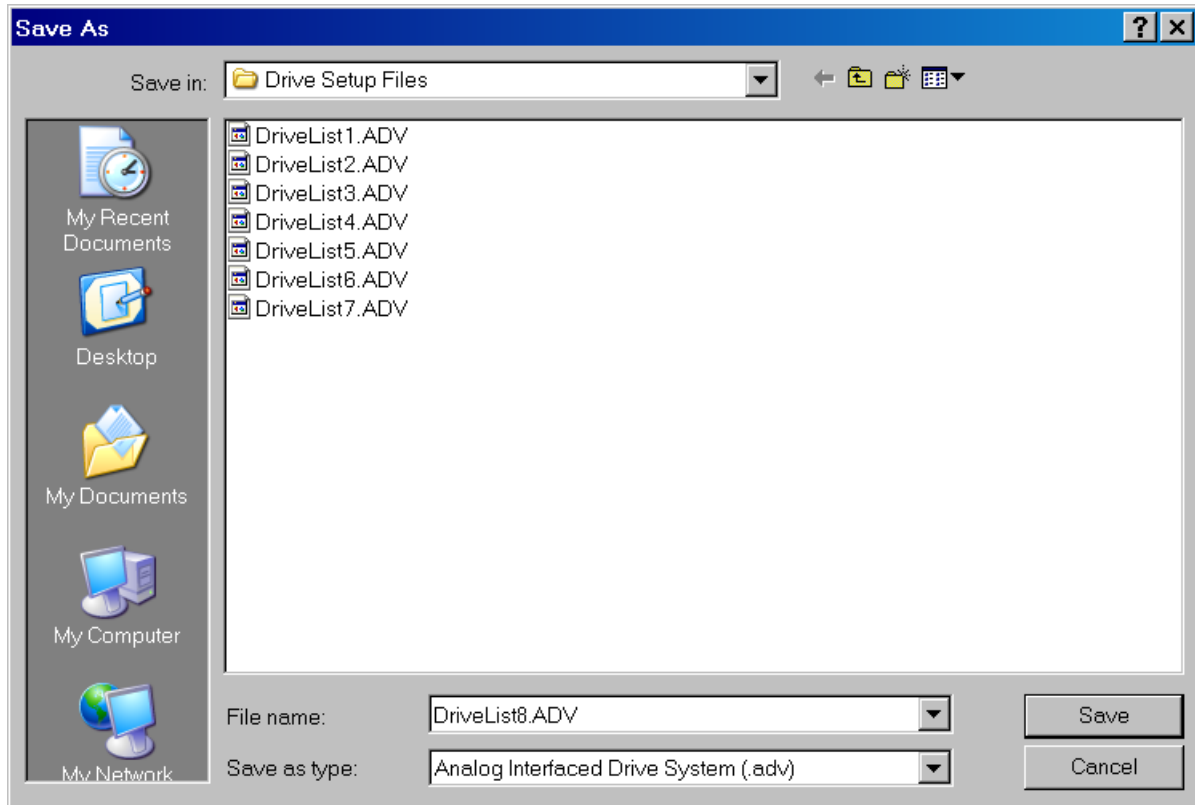 Save As
?
Save in:
Drive Setup Files
My Recent
Documents
Desktop
My Documents
My Computer
My Network
DriveList1.ADV
DriveList2.ADV
DriveList3.ADV
DriveList4.ADV
DriveList5.ADV
DriveList6.ADV
DriveList7.ADV
File name:
DriveList8.ADV
Save
Save as type:
Analog Interfaced Drive System (.adv)
Cancel